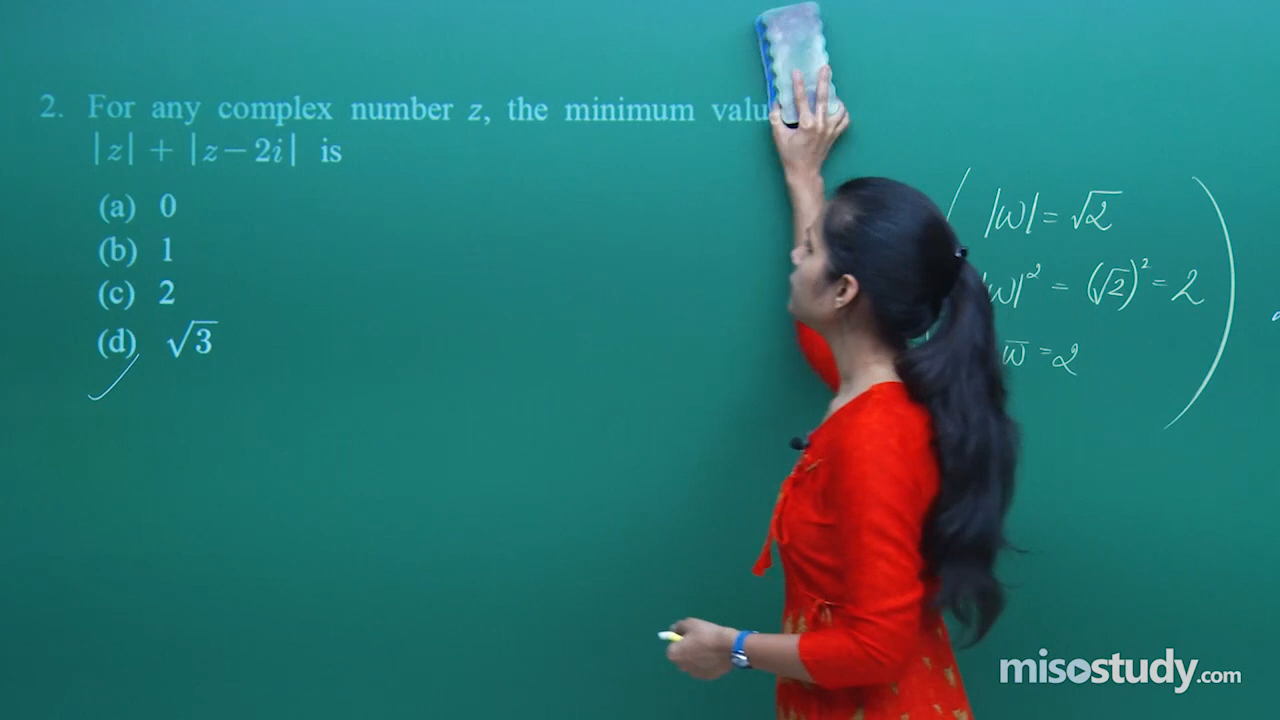 2. For any complex number z, the minimum valu
|z| + |z−2i| is
(a) 0
(b) 1
(c) 2
(d) √3
|w| = √2
w|² = (√2)² = 2
w̄ = 2
misostudy.com